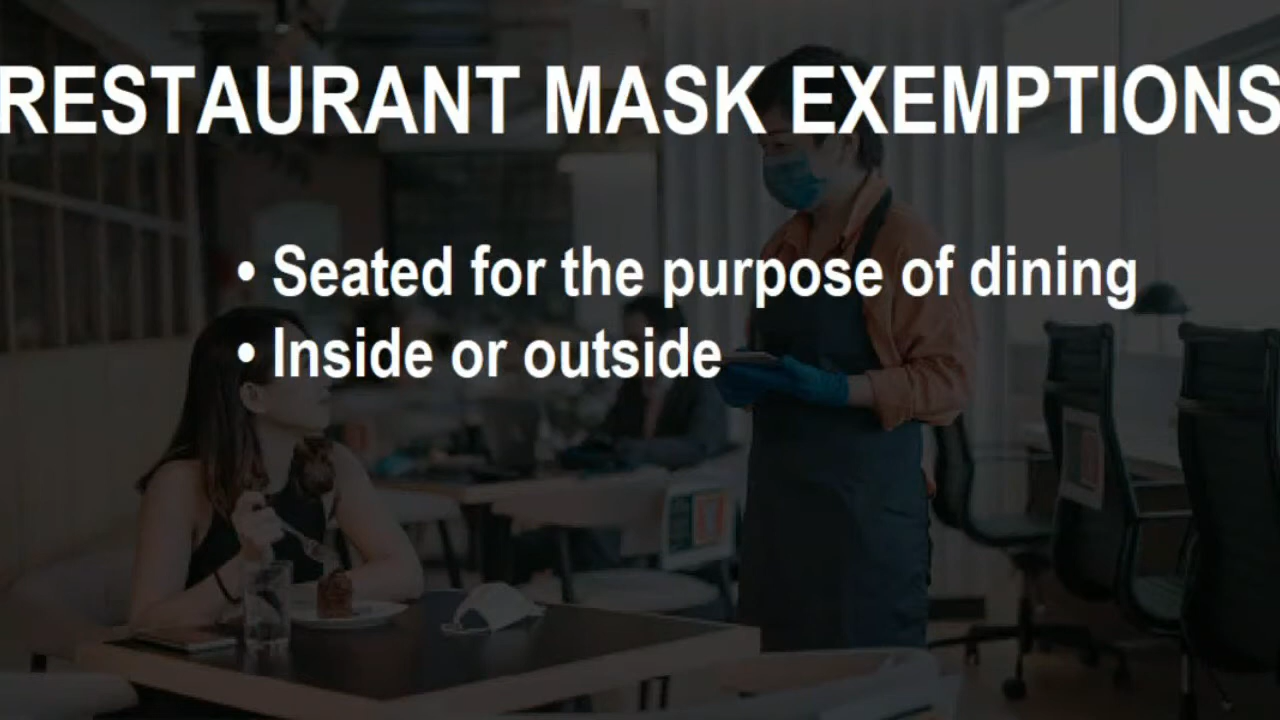 RESTAURANT MASK EXEMPTIONS
• Seated for the purpose of dining
• Inside or outside